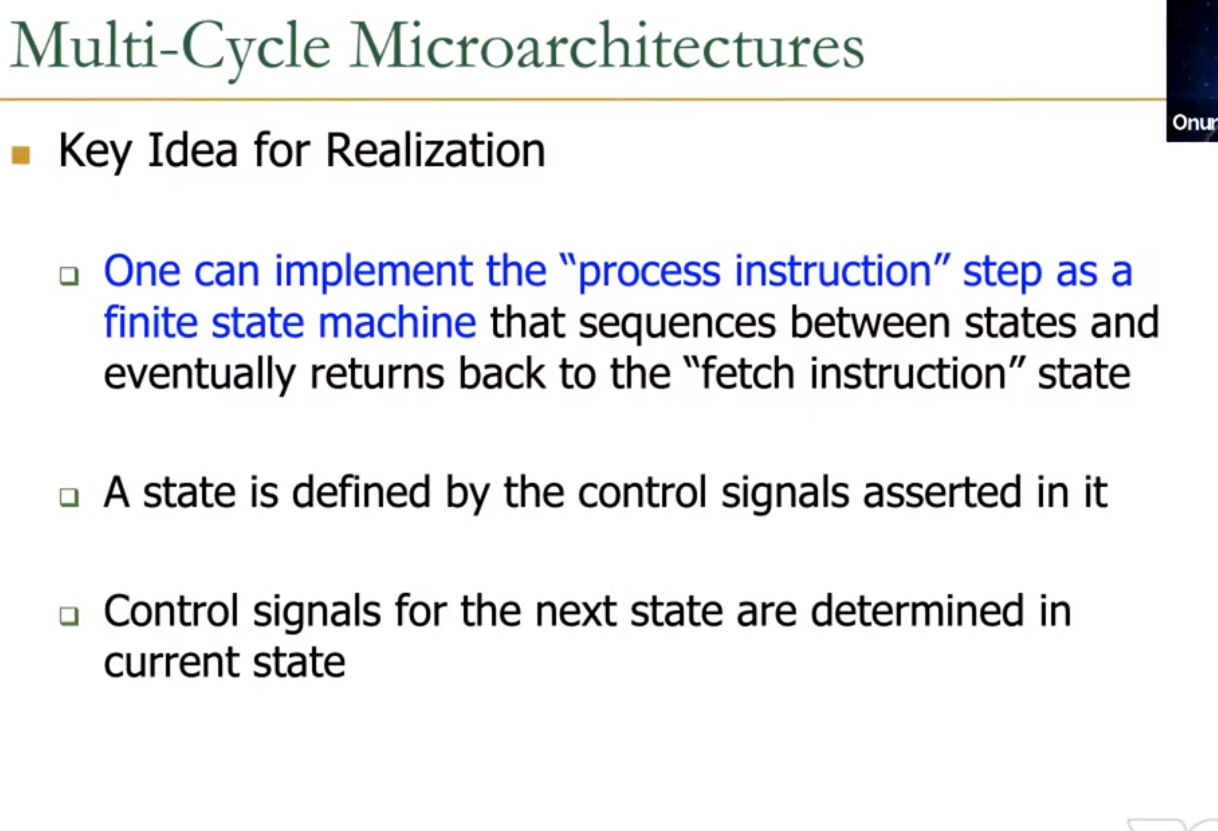 Multi-Cycle Microarchitectures
Onur
Key Idea for Realization
One can implement the “process instruction” step as a
finite state machine that sequences between states and
eventually returns back to the “fetch instruction” state
A state is defined by the control signals asserted in it
Control signals for the next state are determined in
current state